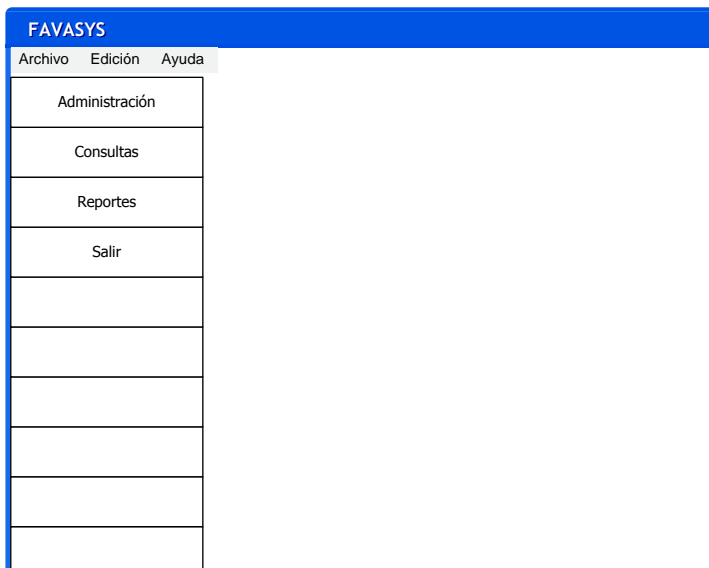 FAVASYS
Archivo Edición Ayuda
Administración
Consultas
Reportes
Salir